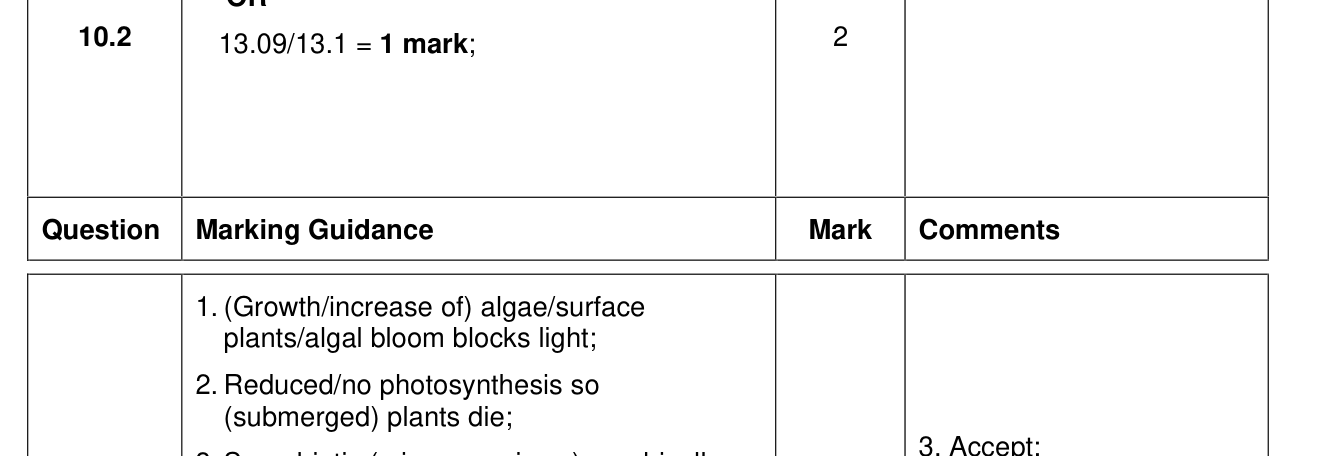 OR
10.2
13.09/13.1 = 1 mark;
2
Question Marking Guidance Mark Comments
1. (Growth/increase of) algae/surface
plants/algal bloom blocks light;
2. Reduced/no photosynthesis so
(submerged) plants die;
3. Accept: